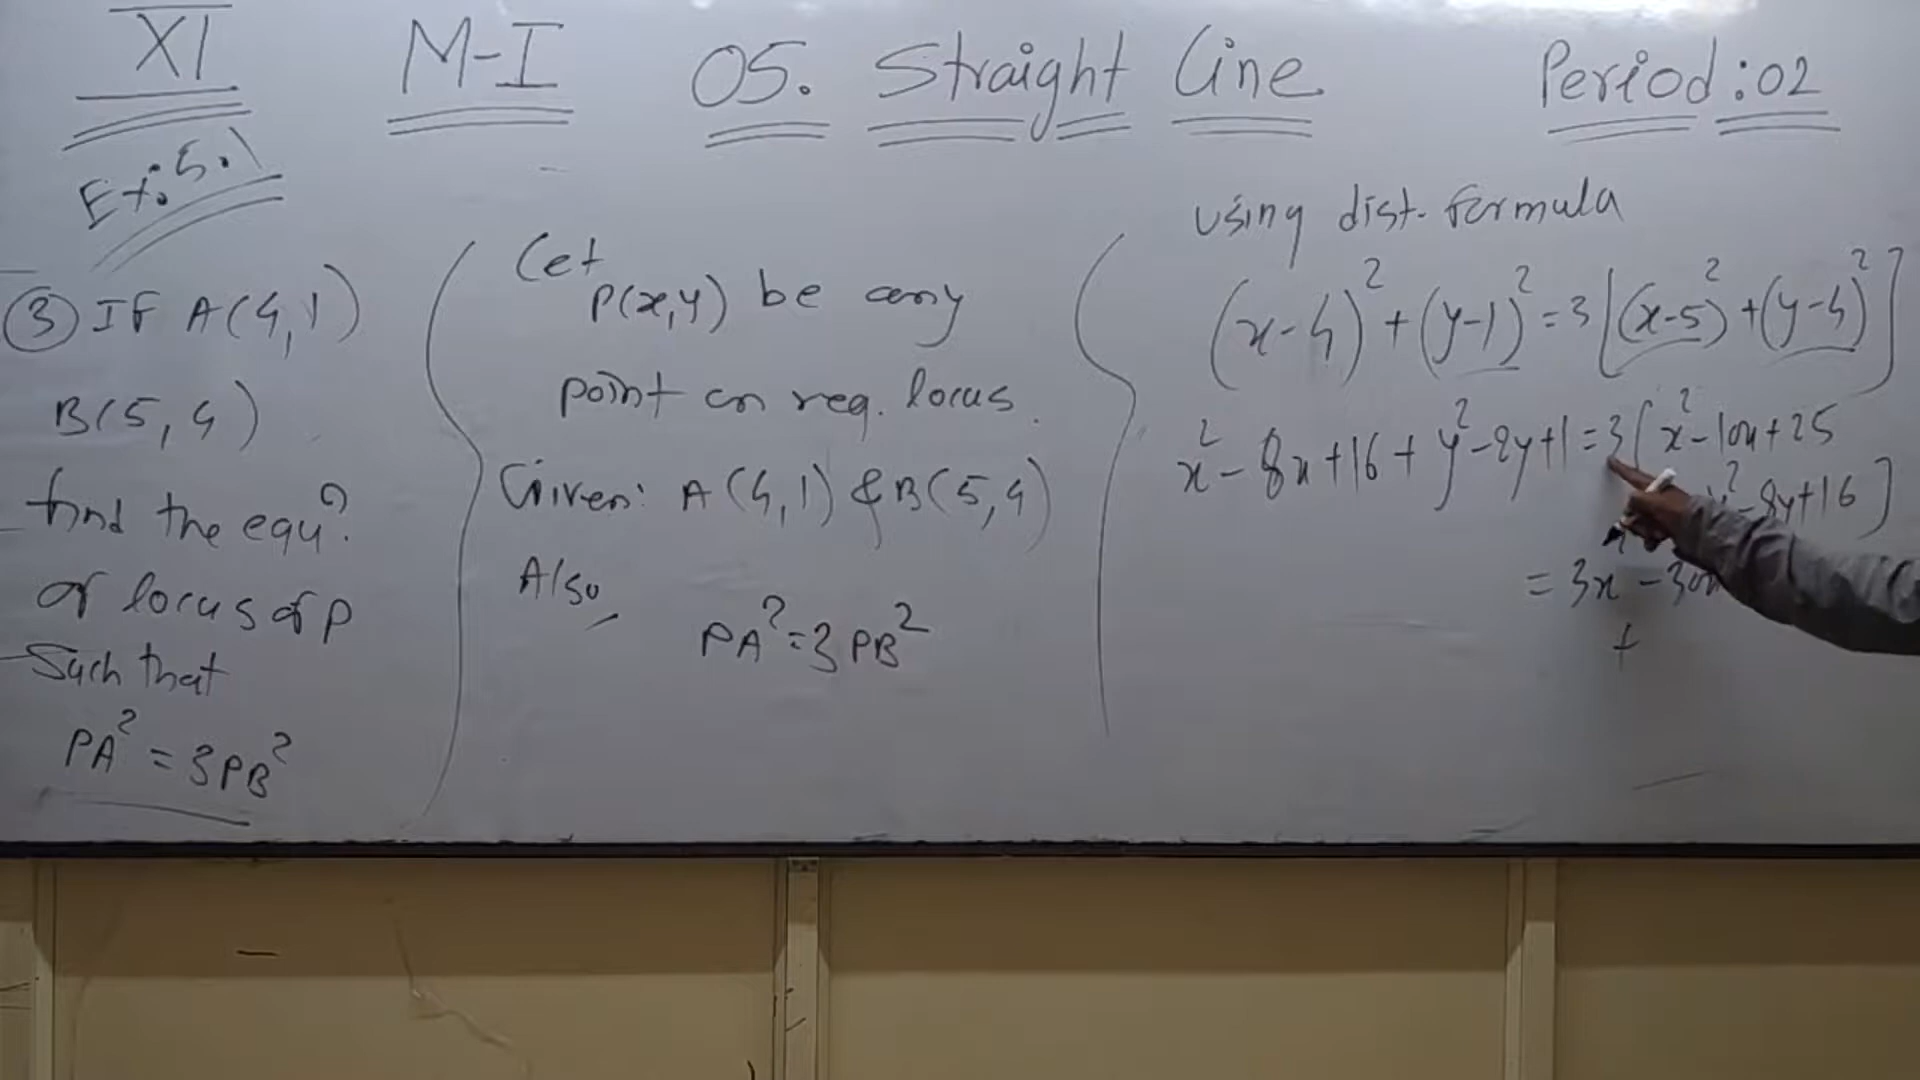 XI M-I 05. Straight Line Period: 02
Ex: 5.1
③ If A(4,1)
B(5,4)
find the equ?
of locus of P
Such that
PA² = 3PB²
Let
P(x,y) be any
point on req. locus.
Given: A(4,1) & B(5,4)
Also,
PA² = 3PB²
using dist. formula
(x-4)² + (y-1)² = 3[(x-5)² + (y-4)²]
x² - 8x + 16 + y² - 2y + 1 = 3[x² - 10x + 25
y² - 8y + 16]
= 3x - 30x
+